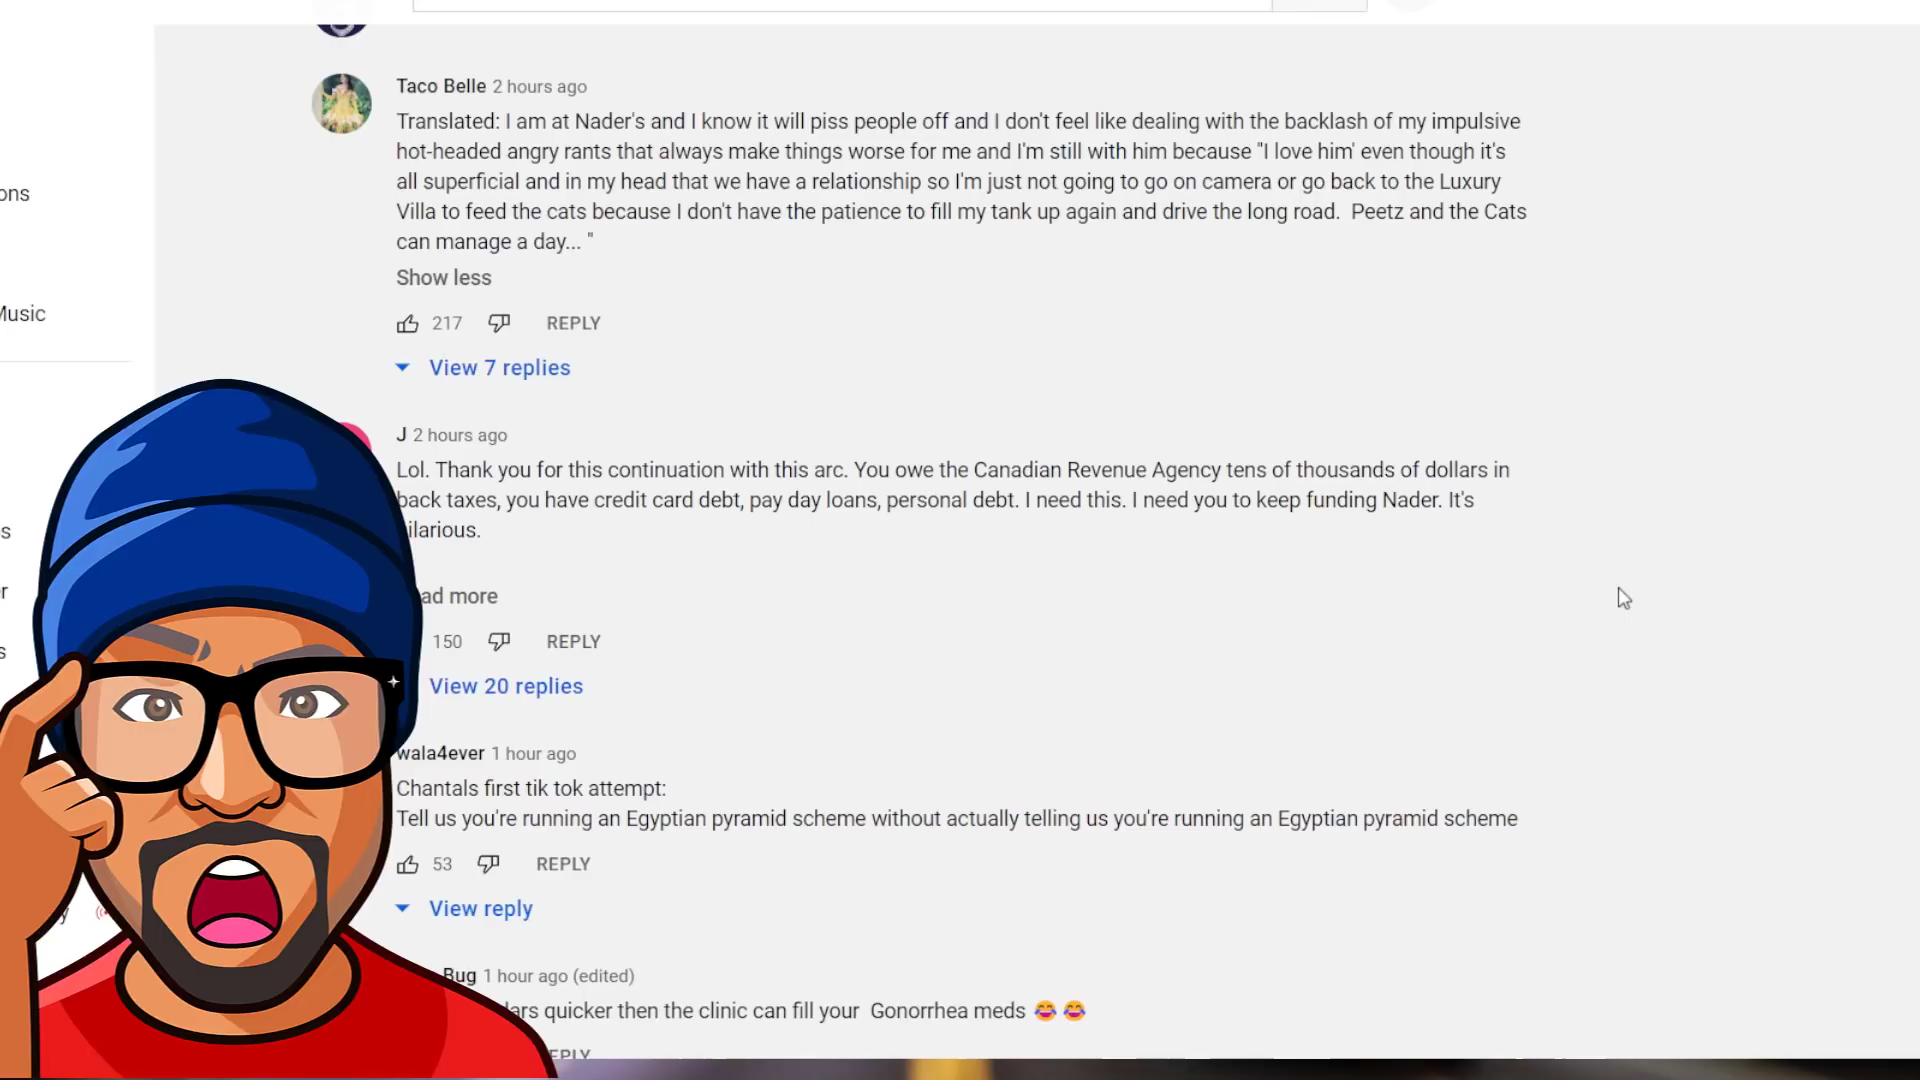 Taco Belle 2 hours ago
Translated: I am at Nader's and I know it will piss people off and I don't feel like dealing with the backlash of my impulsive
hot-headed angry rants that always make things worse for me and I'm still with him because "I love him' even though it's
all superficial and in my head that we have a relationship so I'm just not going to go on camera or go back to the Luxury
Villa to feed the cats because I don't have the patience to fill my tank up again and drive the long road. Peetz and the Cats
can manage a day... "
Show less
217 REPLY
View 7 replies
ons
Music
J 2 hours ago
Lol. Thank you for this continuation with this arc. You owe the Canadian Revenue Agency tens of thousands of dollars in
back taxes, you have credit card debt, pay day loans, personal debt. I need this. I need you to keep funding Nader. It's
ilarious.
ad more
150 REPLY
View 20 replies
s
r
s
wala4ever 1 hour ago
Chantals first tik tok attempt:
Tell us you're running an Egyptian pyramid scheme without actually telling us you're running an Egyptian pyramid scheme
53 REPLY
View reply
y
Bug 1 hour ago (edited)
lars quicker then the clinic can fill your Gonorrhea meds 😂 😂
REPLY